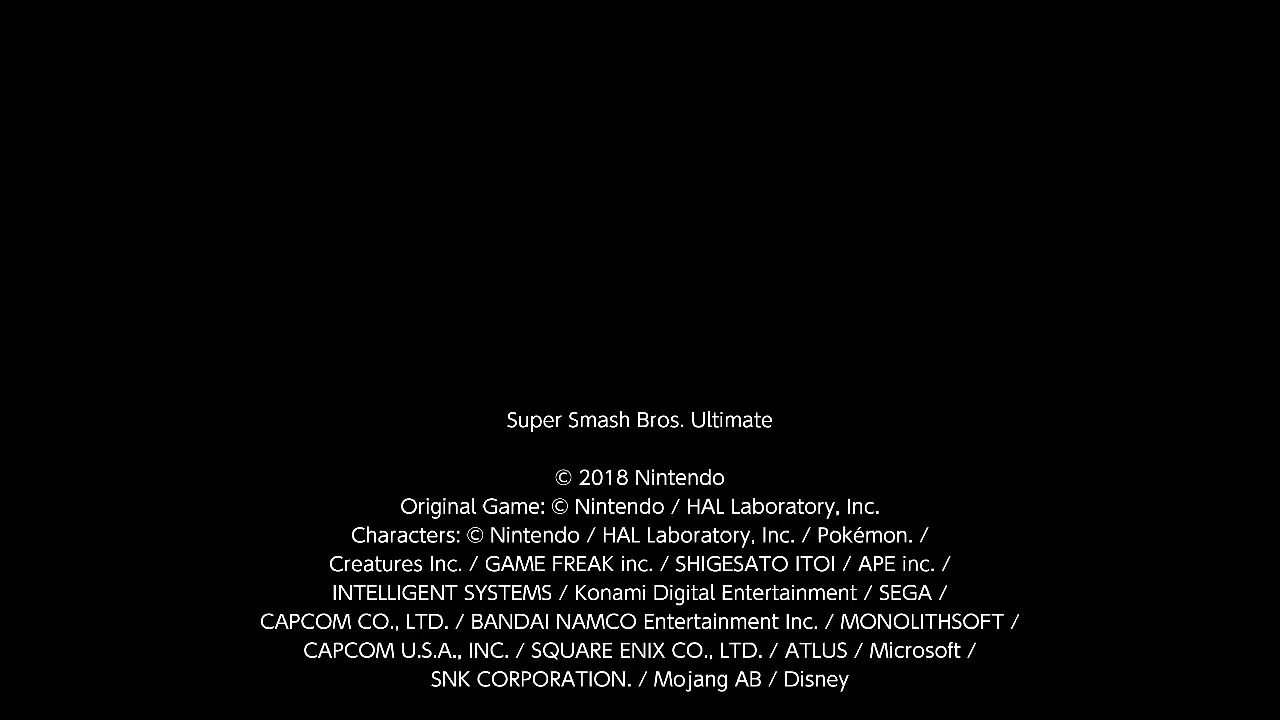 Super Smash Bros. Ultimate
© 2018 Nintendo
Original Game: © Nintendo / HAL Laboratory, Inc.
Characters: © Nintendo / HAL Laboratory, Inc. / Pokémon. /
Creatures Inc. / GAME FREAK inc. / SHIGESATO ITOI / APE inc. /
INTELLIGENT SYSTEMS / Konami Digital Entertainment / SEGA /
CAPCOM CO., LTD. / BANDAI NAMCO Entertainment Inc. / MONOLITHSOFT /
CAPCOM U.S.A., INC. / SQUARE ENIX CO., LTD. / ATLUS / Microsoft /
SNK CORPORATION. / Mojang AB / Disney